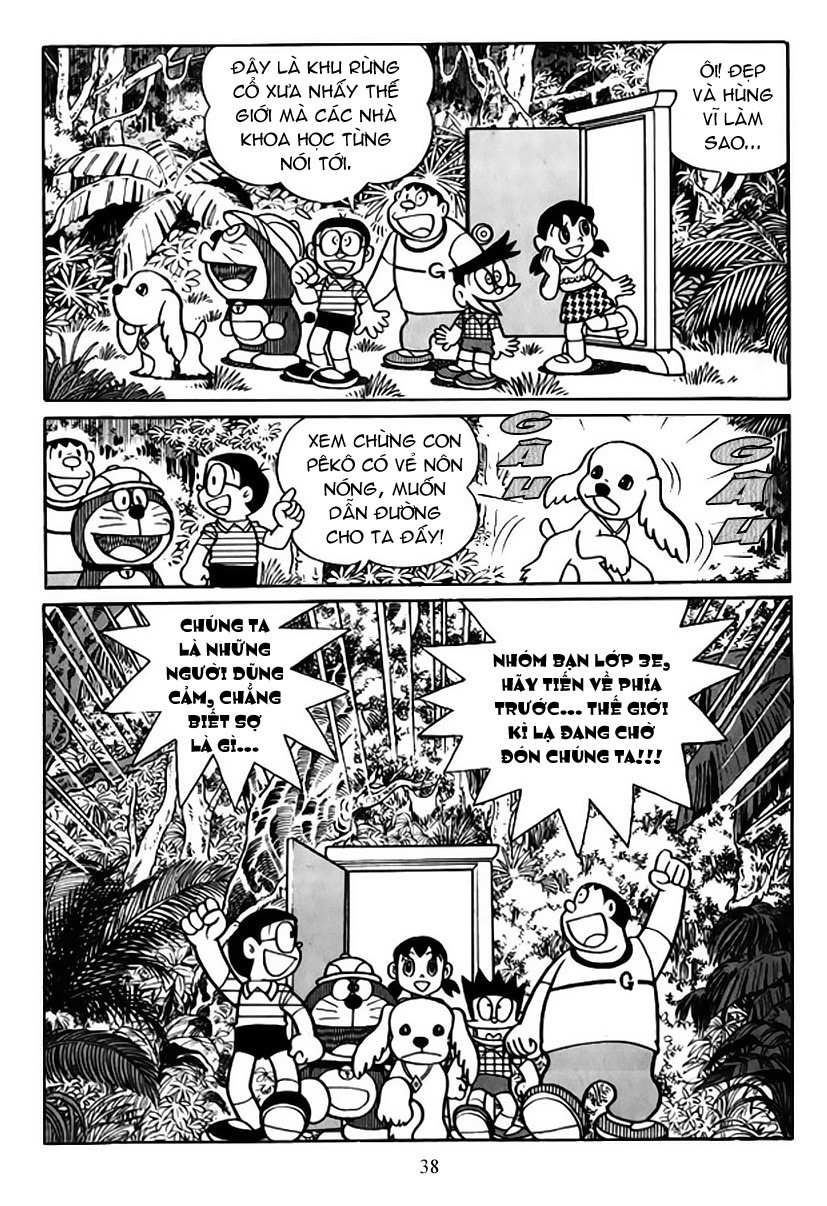 ĐÂY LÀ KHU RỪNG
CỔ XƯA NHẤY THẾ
GIỚI MÀ CÁC NHÀ
KHOA HỌC TỪNG
NÓI TỚI.
ÔI! ĐẸP
VÀ HÙNG
VĨ LÀM
SAO...
G
XEM CHỪNG CON
PÊKÔ CÓ VẺ NÔN
NÓNG, MUỐN
DẪN ĐƯỜNG
CHO TA ĐẤY!
GÂU
GÂU
CHÚNG TA
LÀ NHỮNG
NGƯỜI DŨNG
CẢM, CHẲNG
BIẾT SỢ
LÀ GÌ...
NHÓM BẠN LỚP 3E,
HÃY TIẾN VỀ PHÍA
TRƯỚC... THẾ GIỚI
KÌ LẠ ĐANG CHỜ
ĐÓN CHÚNG TA!!!
G
38